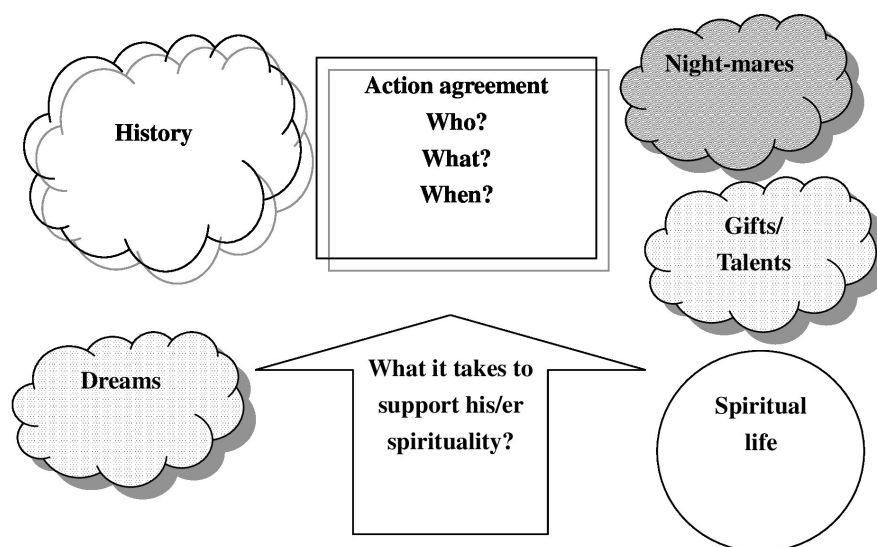 History
Action agreement
Who?
What?
When?
Night-mares
Gifts/
Talents
Dreams
What it takes to
support his/er
spirituality?
Spiritual
life